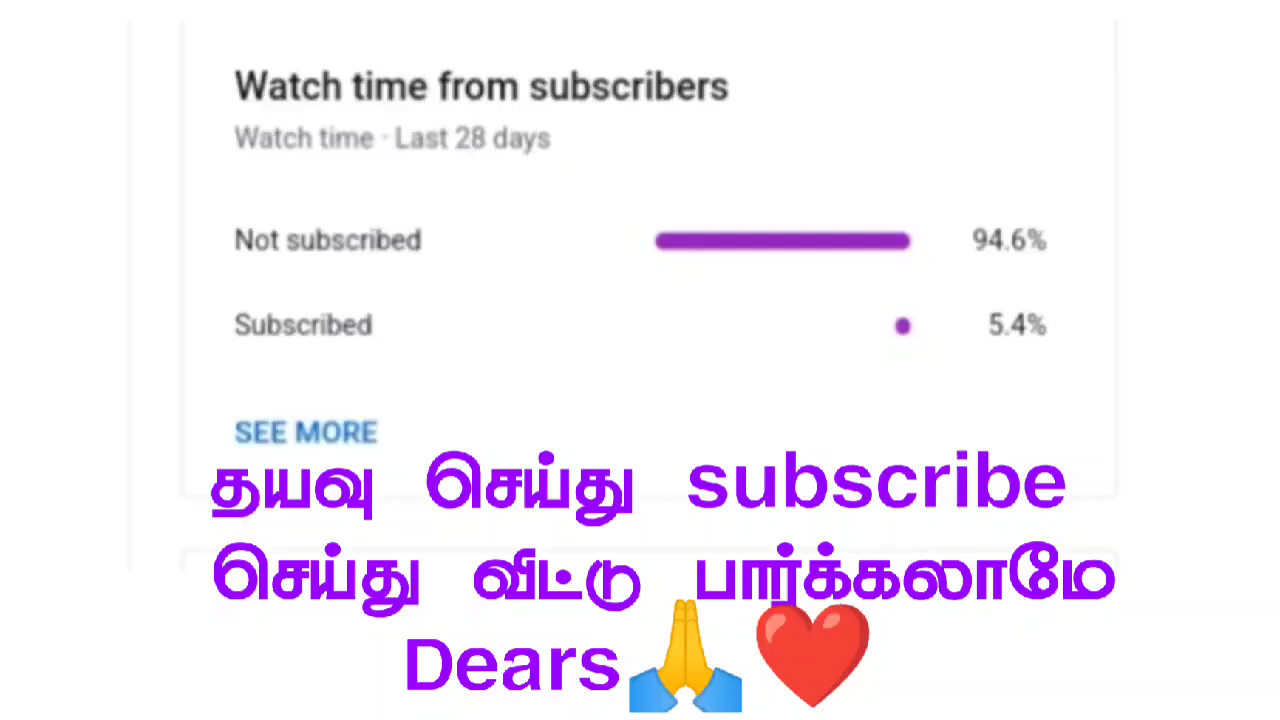 Watch time from subscribers
Watch time · Last 28 days
Not subscribed 94.6%
Subscribed 5.4%
SEE MORE
தயவு செய்து subscribe
செய்து விட்டு பார்க்கலாமே
Dears🙏❤️